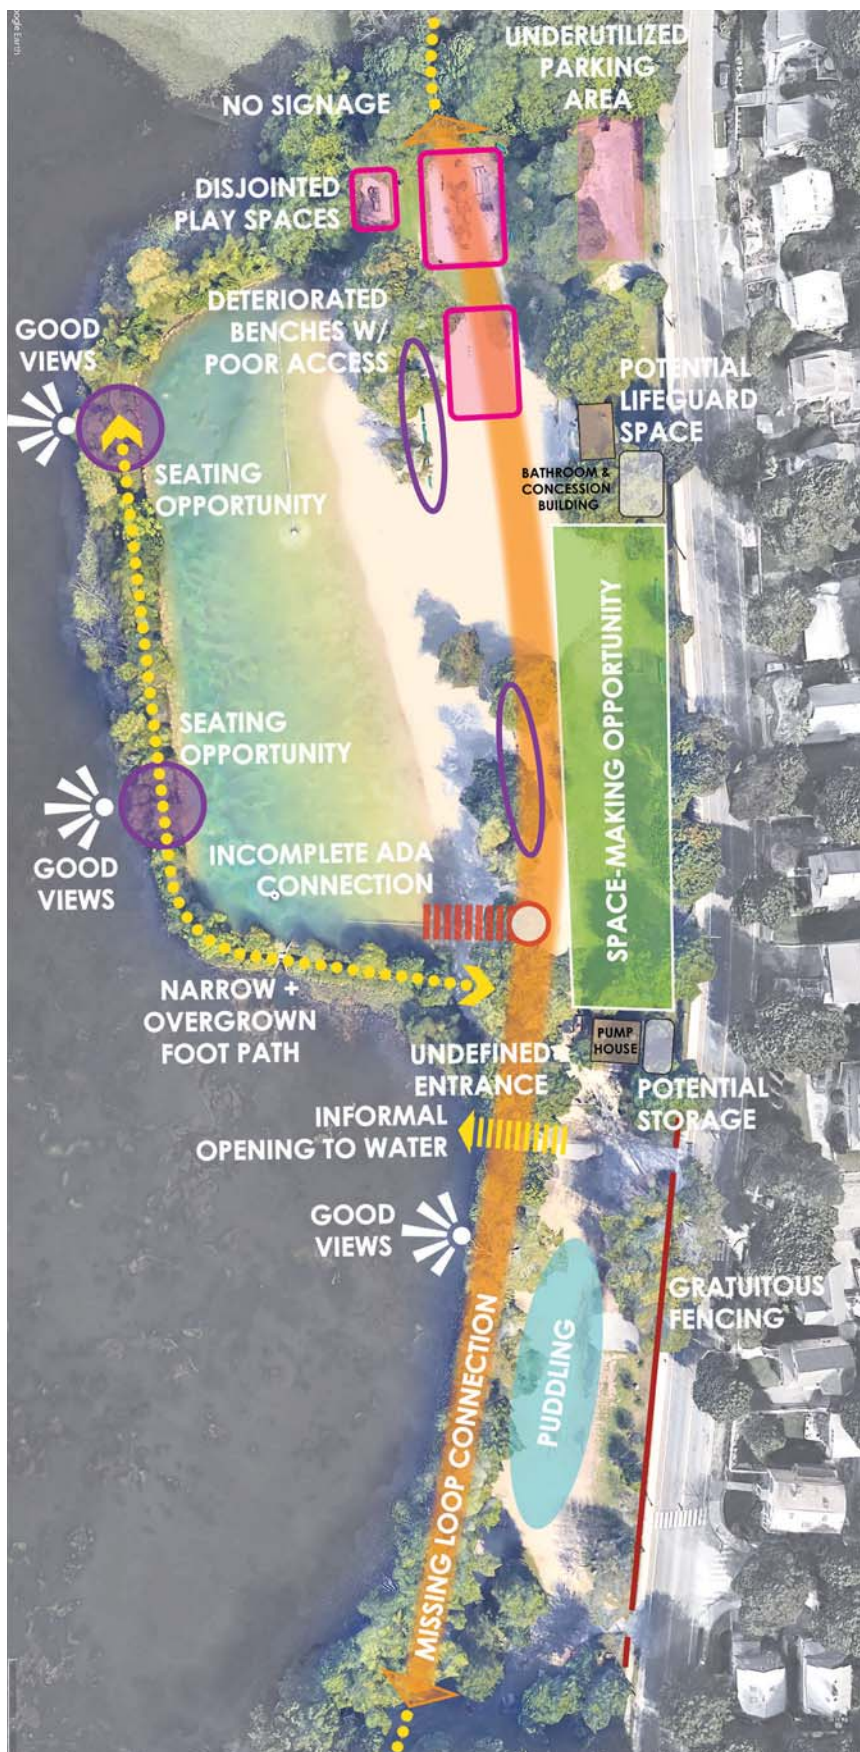 ogle Earth
UNDERUTILIZED
PARKING
AREA
NO SIGNAGE
DISJOINTED
PLAY SPACES
DETERIORATED
BENCHES W/
POOR ACCESS
GOOD
VIEWS
POTENTIAL
LIFEGUARD
SPACE
BATHROOM &
CONCESSION
BUILDING
SEATING
OPPORTUNITY
SPACE-MAKING OPPORTUNITY
SEATING
OPPORTUNITY
GOOD
VIEWS
INCOMPLETE ADA
CONNECTION
NARROW +
OVERGROWN
FOOT PATH
UNDEFINED
ENTRANCE
PUMP
HOUSE
POTENTIAL
STORAGE
INFORMAL
OPENING TO WATER
GOOD
VIEWS
GRATUITOUS
FENCING
PUDDLING
MISSING LOOP CONNECTION